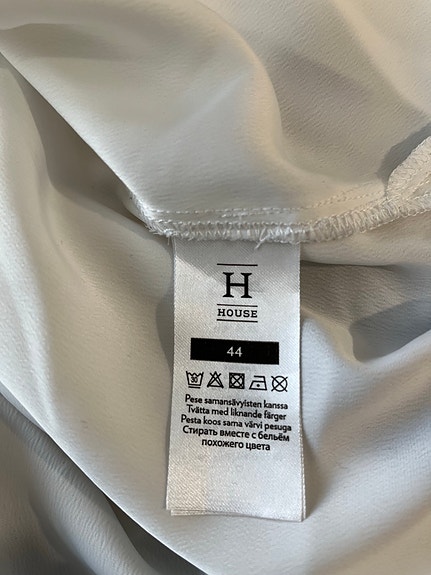 H
HOUSE
44
30
Pese samansävyisten kanssa
Tvätta med liknande färger
Pesta koos sama värvi pesuga
Стирать вместе с бельём
похожего цвета